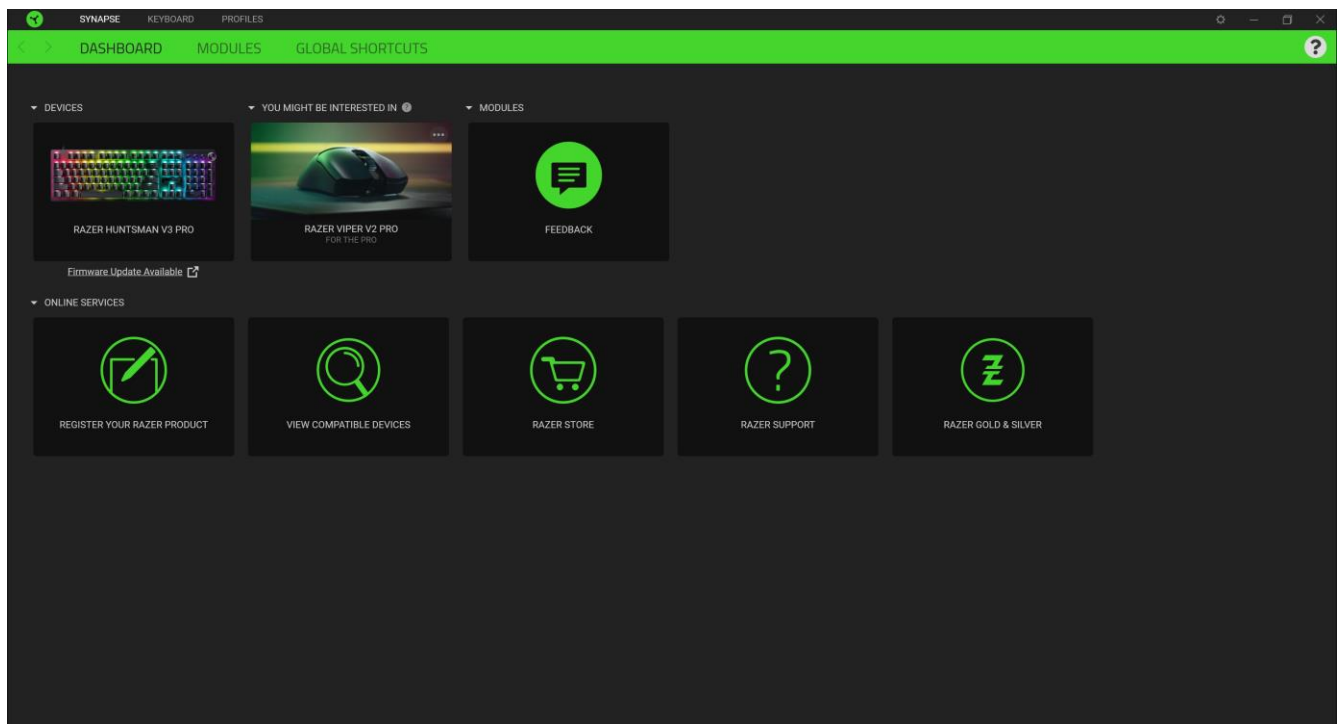 SYNAPSE KEYBOARD PROFILES
DASHBOARD MODULES GLOBAL SHORTCUTS
DEVICES
YOU MIGHT BE INTERESTED IN
MODULES
RAZER HUNTSMAN V3 PRO
RAZER VIPER V2 PRO
FOR THE PRO
FEEDBACK
Firmware Update Available
ONLINE SERVICES
REGISTER YOUR RAZER PRODUCT
VIEW COMPATIBLE DEVICES
RAZER STORE
RAZER SUPPORT
RAZER GOLD & SILVER